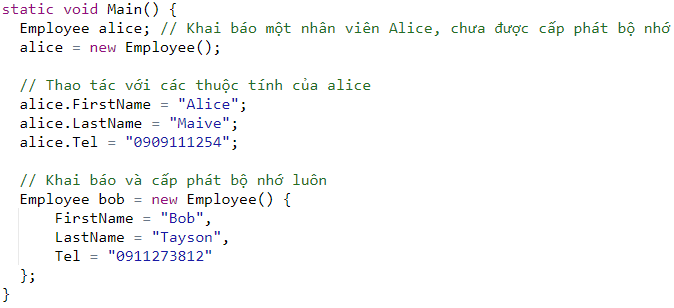 static void Main() {
  Employee alice; // Khai báo một nhân viên Alice, chưa được cấp phát bộ nhớ
  alice = new Employee();

  // Thao tác với các thuộc tính của alice
  alice.FirstName = "Alice";
  alice.LastName = "Maive";
  alice.Tel = "0909111254";

  // Khai báo và cấp phát bộ nhớ luôn
  Employee bob = new Employee() {
      FirstName = "Bob",
      LastName = "Tayson",
      Tel = "0911273812"
  };
}